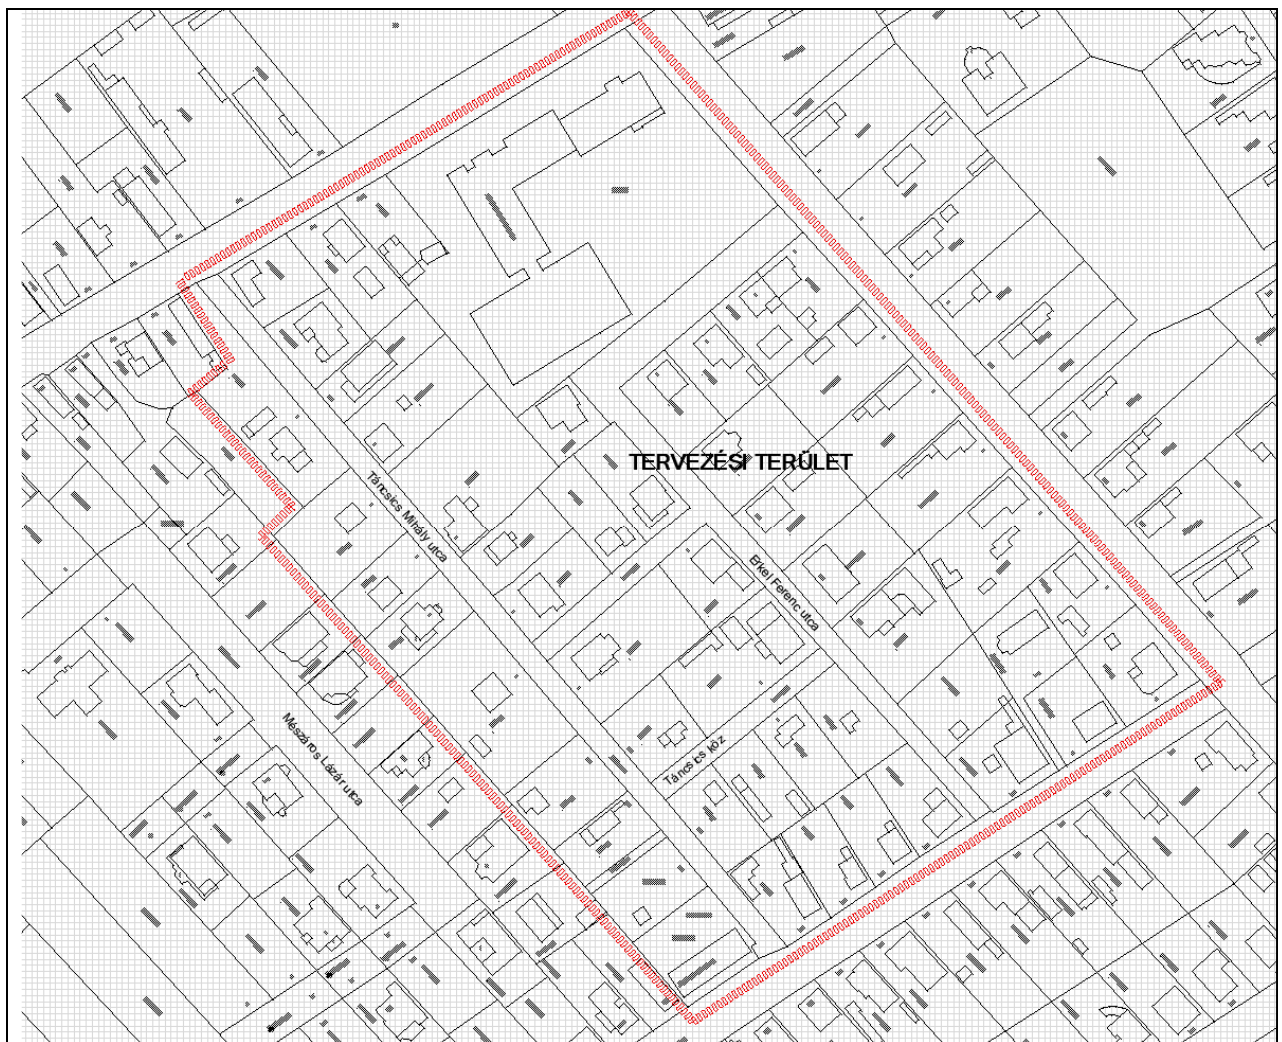 TERVEZÉSI TERÜLET
Táncsics Mihály utca
Erkel Ferenc utca
Táncsics köz
Mészáros Lázár utca